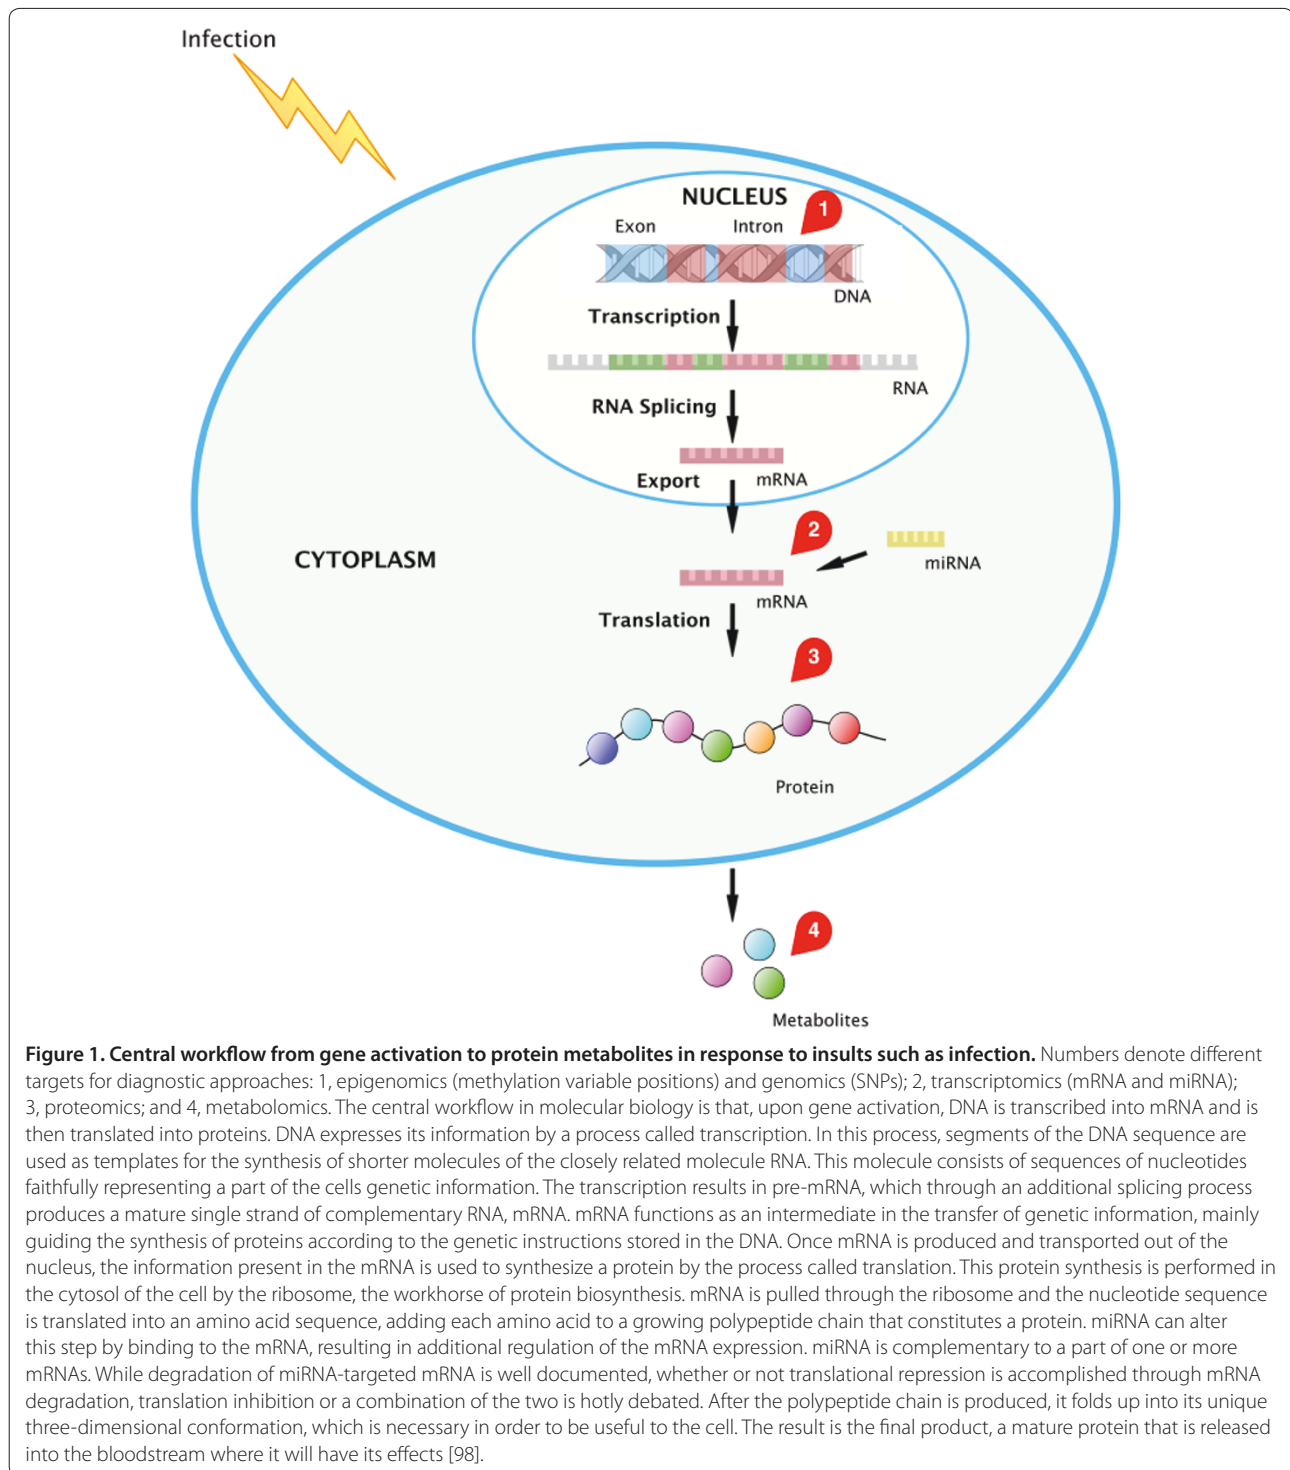 Infection
NUCLEUS
1
Exon Intron
DNA
Transcription
RNA
RNA Splicing
mRNA
Export
2
CYTOPLASM
miRNA
mRNA
Translation
3
Protein
4
Metabolites
Figure 1. Central workflow from gene activation to protein metabolites in response to insults such as infection. Numbers denote different
targets for diagnostic approaches: 1, epigenomics (methylation variable positions) and genomics (SNPs); 2, transcriptomics (mRNA and miRNA);
3, proteomics; and 4, metabolomics. The central workflow in molecular biology is that, upon gene activation, DNA is transcribed into mRNA and is
then translated into proteins. DNA expresses its information by a process called transcription. In this process, segments of the DNA sequence are
used as templates for the synthesis of shorter molecules of the closely related molecule RNA. This molecule consists of sequences of nucleotides
faithfully representing a part of the cells genetic information. The transcription results in pre-mRNA, which through an additional splicing process
produces a mature single strand of complementary RNA, mRNA. mRNA functions as an intermediate in the transfer of genetic information, mainly
guiding the synthesis of proteins according to the genetic instructions stored in the DNA. Once mRNA is produced and transported out of the
nucleus, the information present in the mRNA is used to synthesize a protein by the process called translation. This protein synthesis is performed in
the cytosol of the cell by the ribosome, the workhorse of protein biosynthesis. mRNA is pulled through the ribosome and the nucleotide sequence
is translated into an amino acid sequence, adding each amino acid to a growing polypeptide chain that constitutes a protein. miRNA can alter
this step by binding to the mRNA, resulting in additional regulation of the mRNA expression. miRNA is complementary to a part of one or more
mRNAs. While degradation of miRNA-targeted mRNA is well documented, whether or not translational repression is accomplished through mRNA
degradation, translation inhibition or a combination of the two is hotly debated. After the polypeptide chain is produced, it folds up into its unique
three-dimensional conformation, which is necessary in order to be useful to the cell. The result is the final product, a mature protein that is released
into the bloodstream where it will have its effects [98].